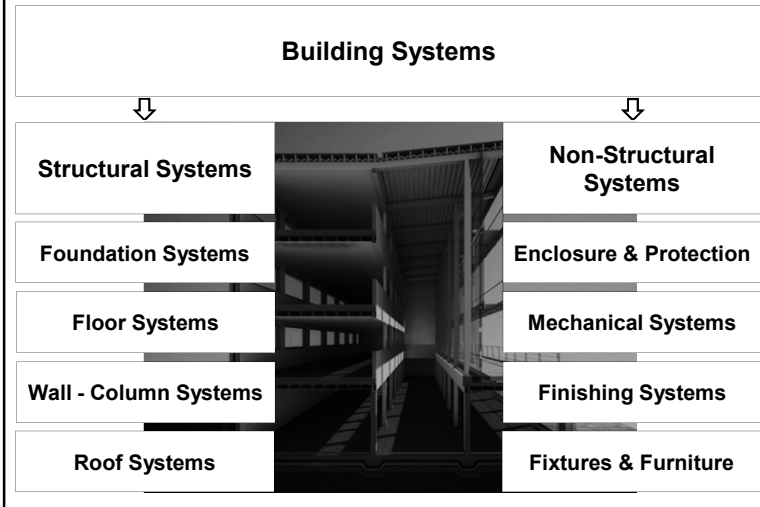 Building Systems
Structural Systems
Non-Structural
Systems
Foundation Systems
Enclosure & Protection
Floor Systems
Mechanical Systems
Wall - Column Systems
Finishing Systems
Roof Systems
Fixtures & Furniture